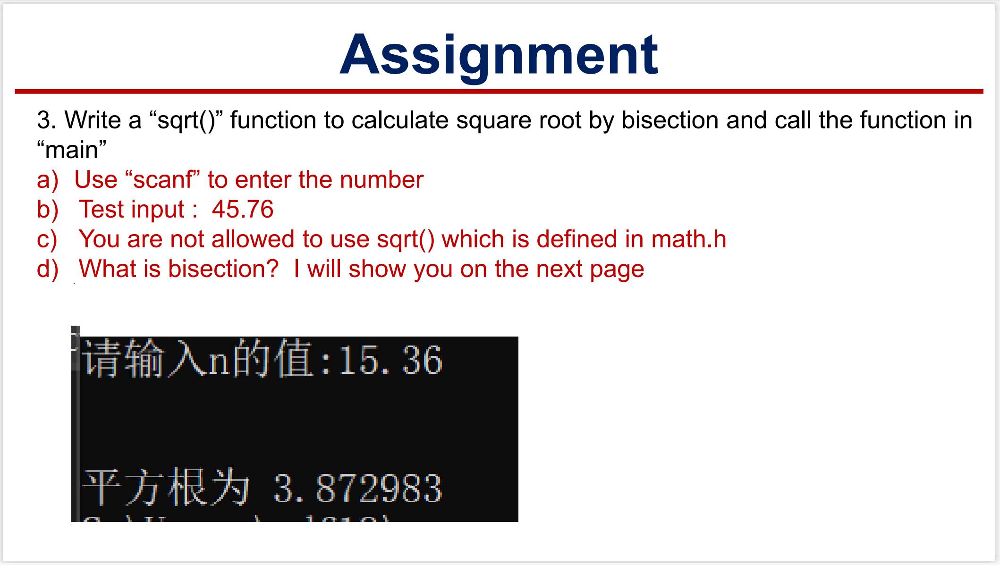 Assignment
3. Write a “sqrt()” function to calculate square root by bisection and call the function in
“main”
a) Use “scanf” to enter the number
b) Test input : 45.76
c) You are not allowed to use sqrt() which is defined in math.h
d) What is bisection? I will show you on the next page
请输入n的值:15.36
平方根为 3.872983